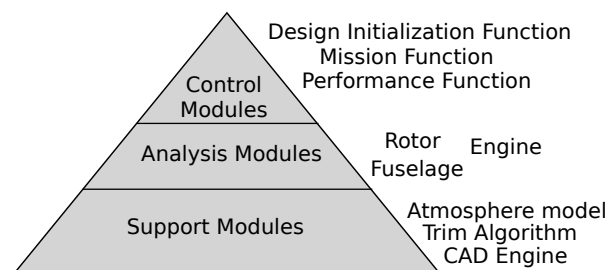 Design Initialization Function
Mission Function
Performance Function
Control
Modules
Analysis Modules
Rotor
Engine
Fuselage
Support Modules
Atmosphere model
Trim Algorithm
CAD Engine